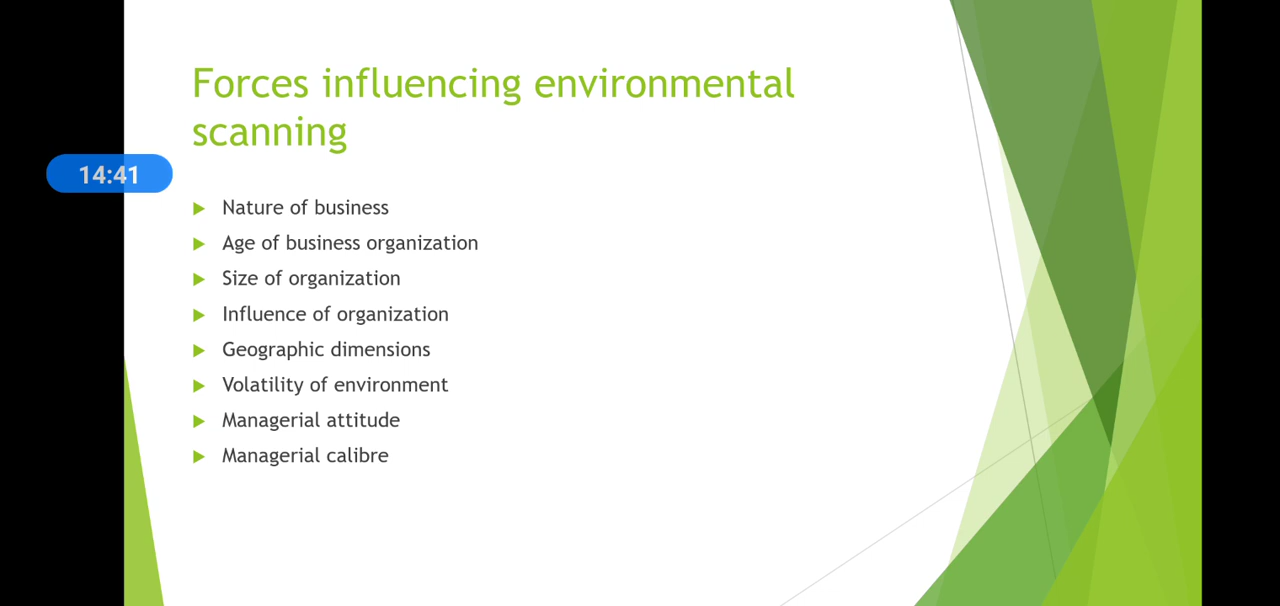 Forces influencing environmental
scanning
14:41
Nature of business
Age of business organization
Size of organization
Influence of organization
Geographic dimensions
Volatility of environment
Managerial attitude
Managerial calibre